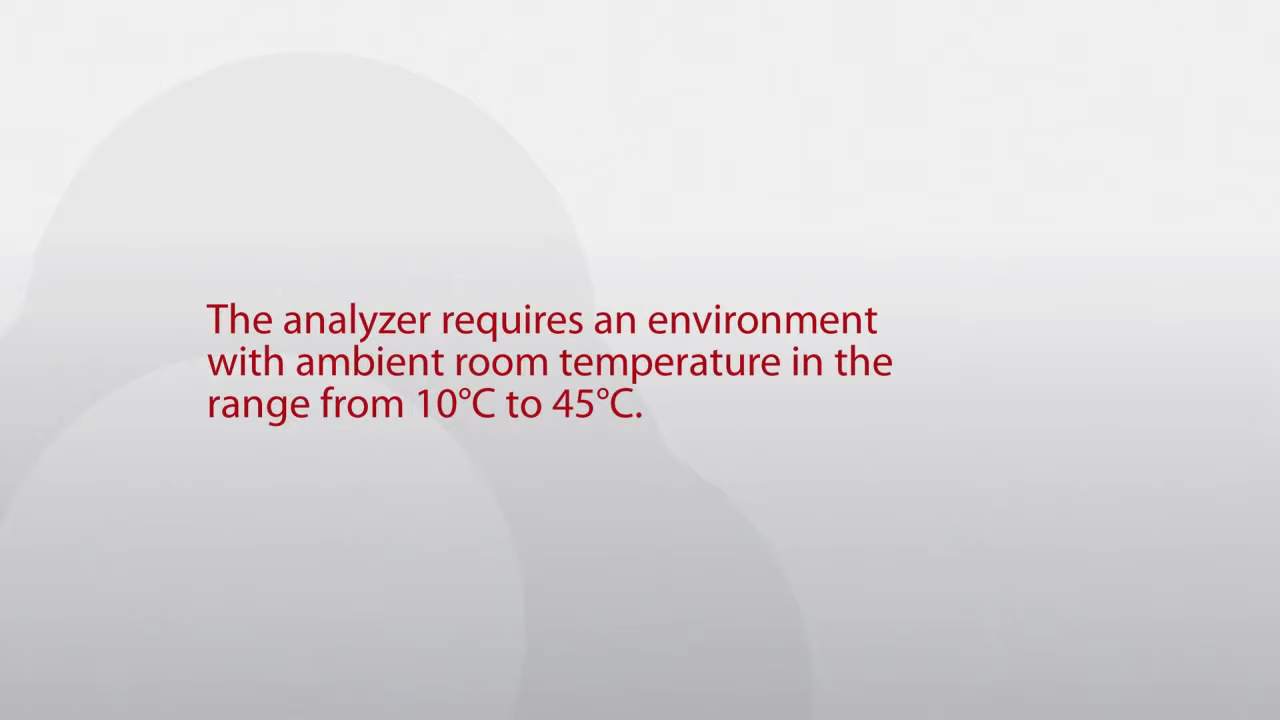 The analyzer requires an environment
with ambient room temperature in the
range from 10°C to 45°C.